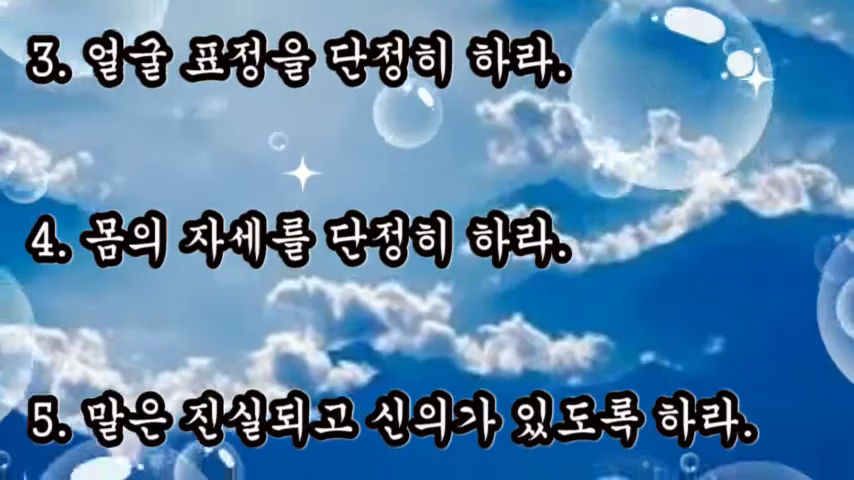 3. 얼굴 표정을 단정히 하라.
4. 몸의 자세를 단정히 하라.
5. 말은 진실되고 신의가 있도록 하라.